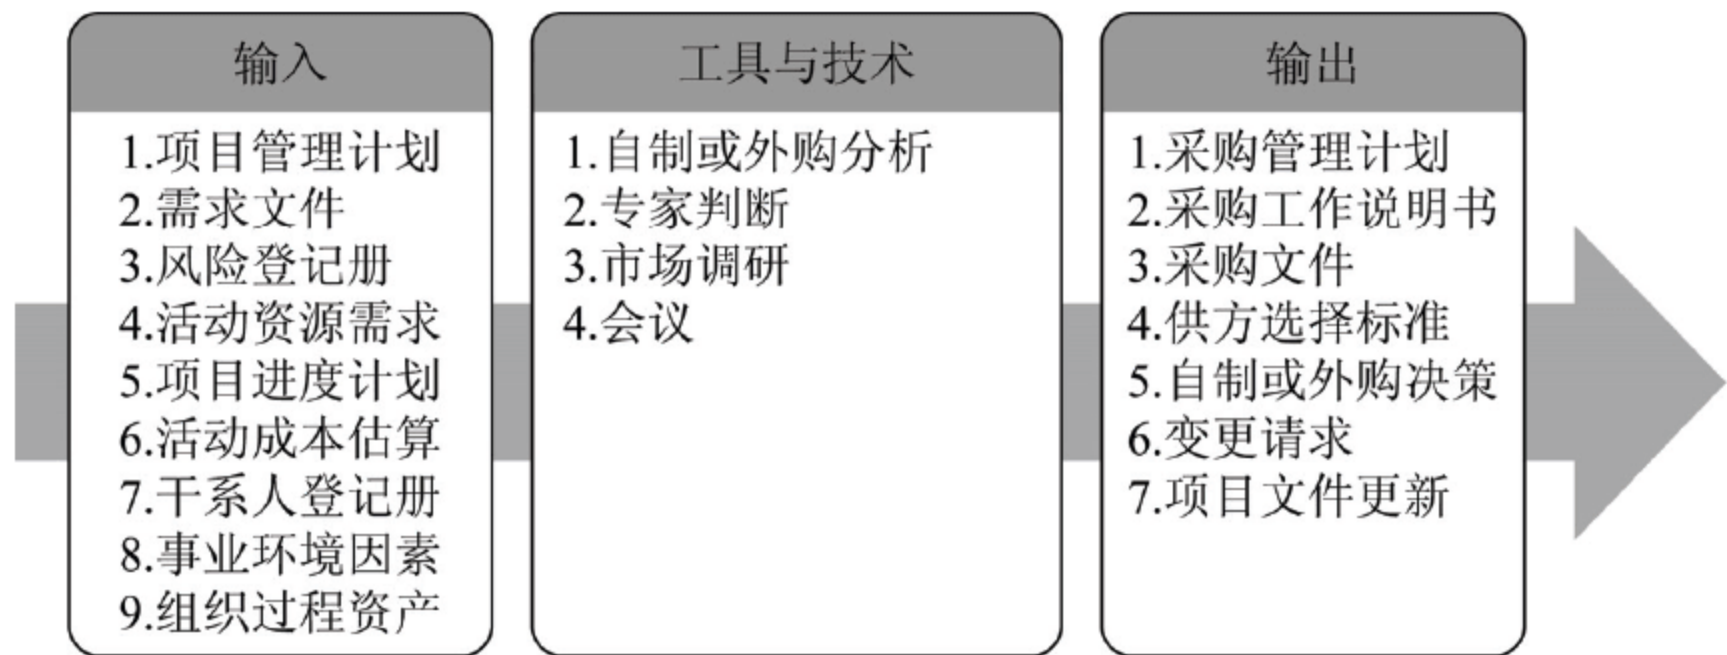 输入
1.项目管理计划
2.需求文件
3.风险登记册
4.活动资源需求
5.项目进度计划
6.活动成本估算
7.干系人登记册
8.事业环境因素
9.组织过程资产
工具与技术
1.自制或外购分析
2.专家判断
3.市场调研
4.会议
输出
1.采购管理计划
2.采购工作说明书
3.采购文件
4.供方选择标准
5.自制或外购决策
6.变更请求
7.项目文件更新